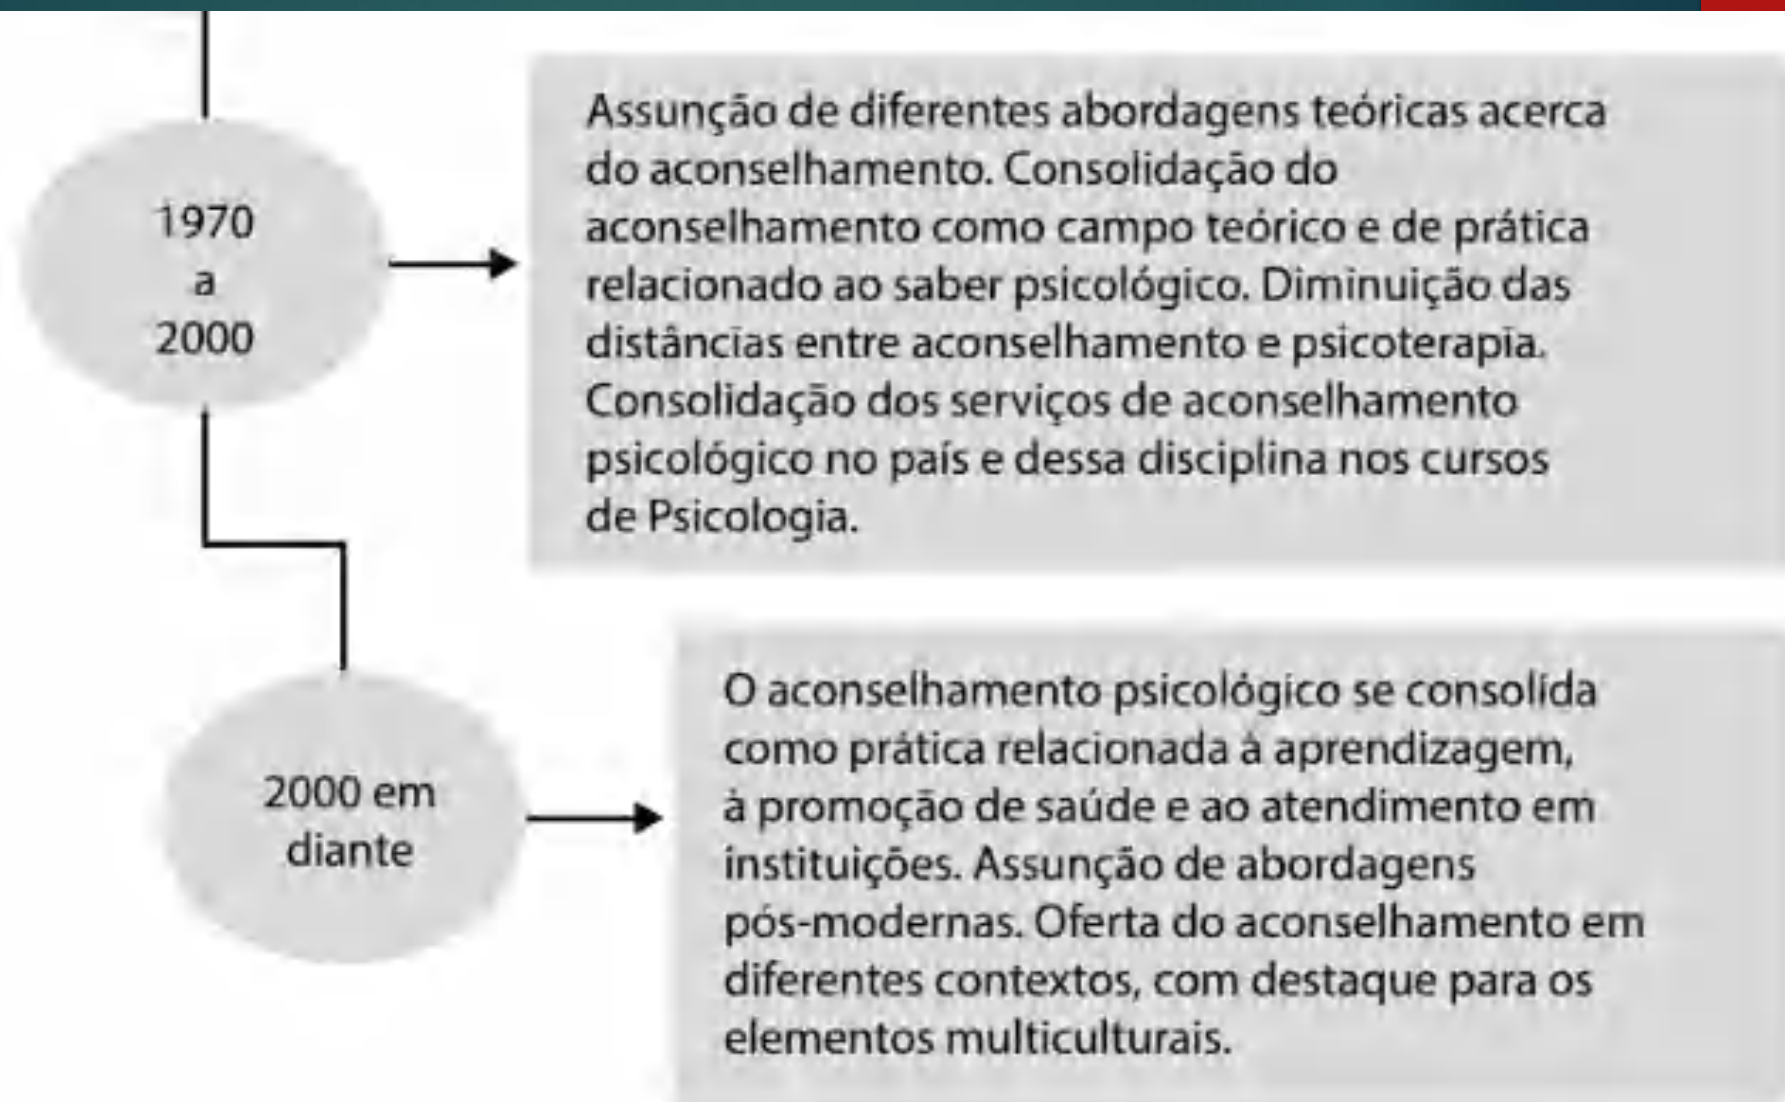 1970
a
2000
Assunção de diferentes abordagens teóricas acerca
do aconselhamento. Consolidação do
aconselhamento como campo teórico e de prática
relacionado ao saber psicológico. Diminuição das
distâncias entre aconselhamento e psicoterapia.
Consolidação dos serviços de aconselhamento
psicológico no país e dessa disciplina nos cursos
de Psicologia.
2000 em
diante
O aconselhamento psicológico se consolida
como prática relacionada à aprendizagem,
à promoção de saúde e ao atendimento em
instituições. Assunção de abordagens
pós-modernas. Oferta do aconselhamento em
diferentes contextos, com destaque para os
elementos multiculturais.